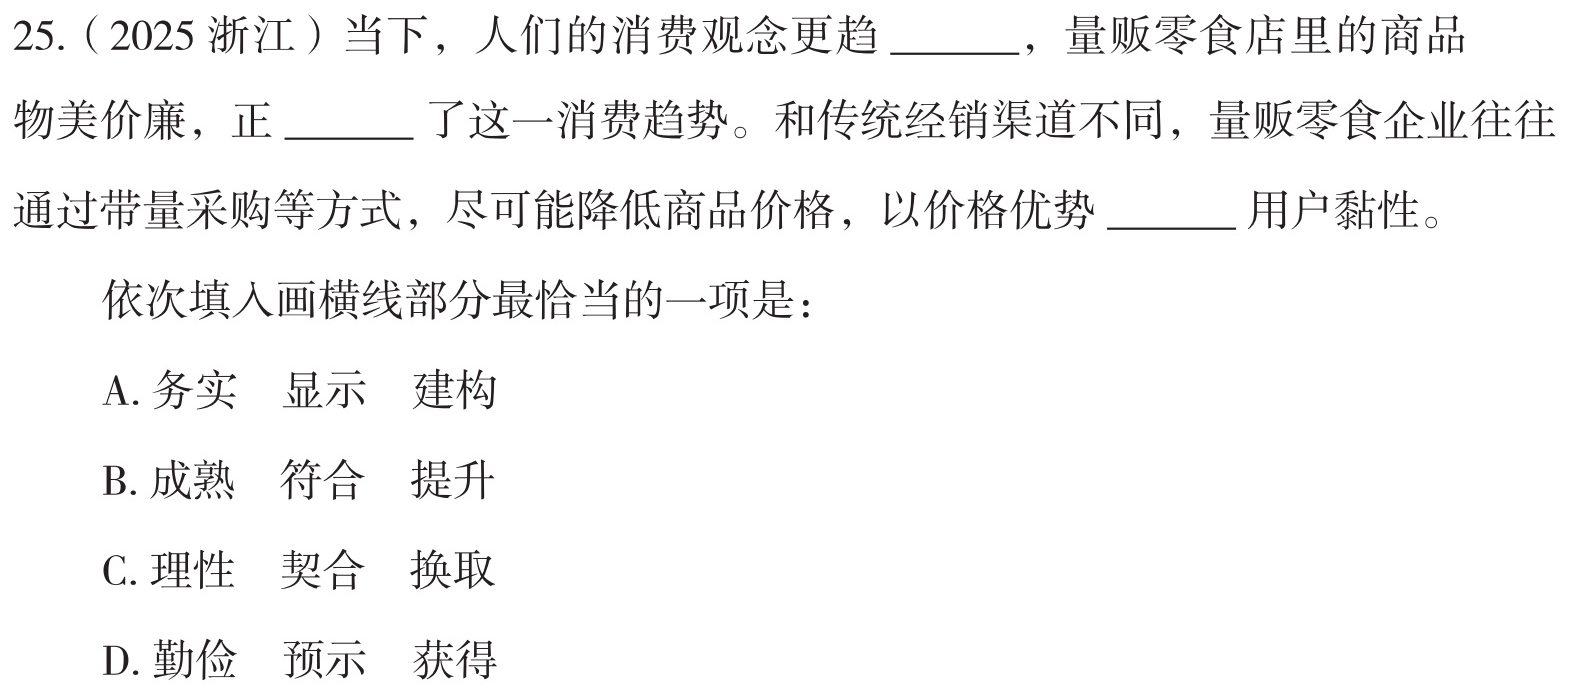 25.（2025 浙江）当下，人们的消费观念更趋 ______，量贩零食店里的商品
物美价廉，正 ______ 了这一消费趋势。和传统经销渠道不同，量贩零食企业往往
通过带量采购等方式，尽可能降低商品价格，以价格优势 ______ 用户黏性。
依次填入画横线部分最恰当的一项是：
A. 务实 显示 建构
B. 成熟 符合 提升
C. 理性 契合 换取
D. 勤俭 预示 获得